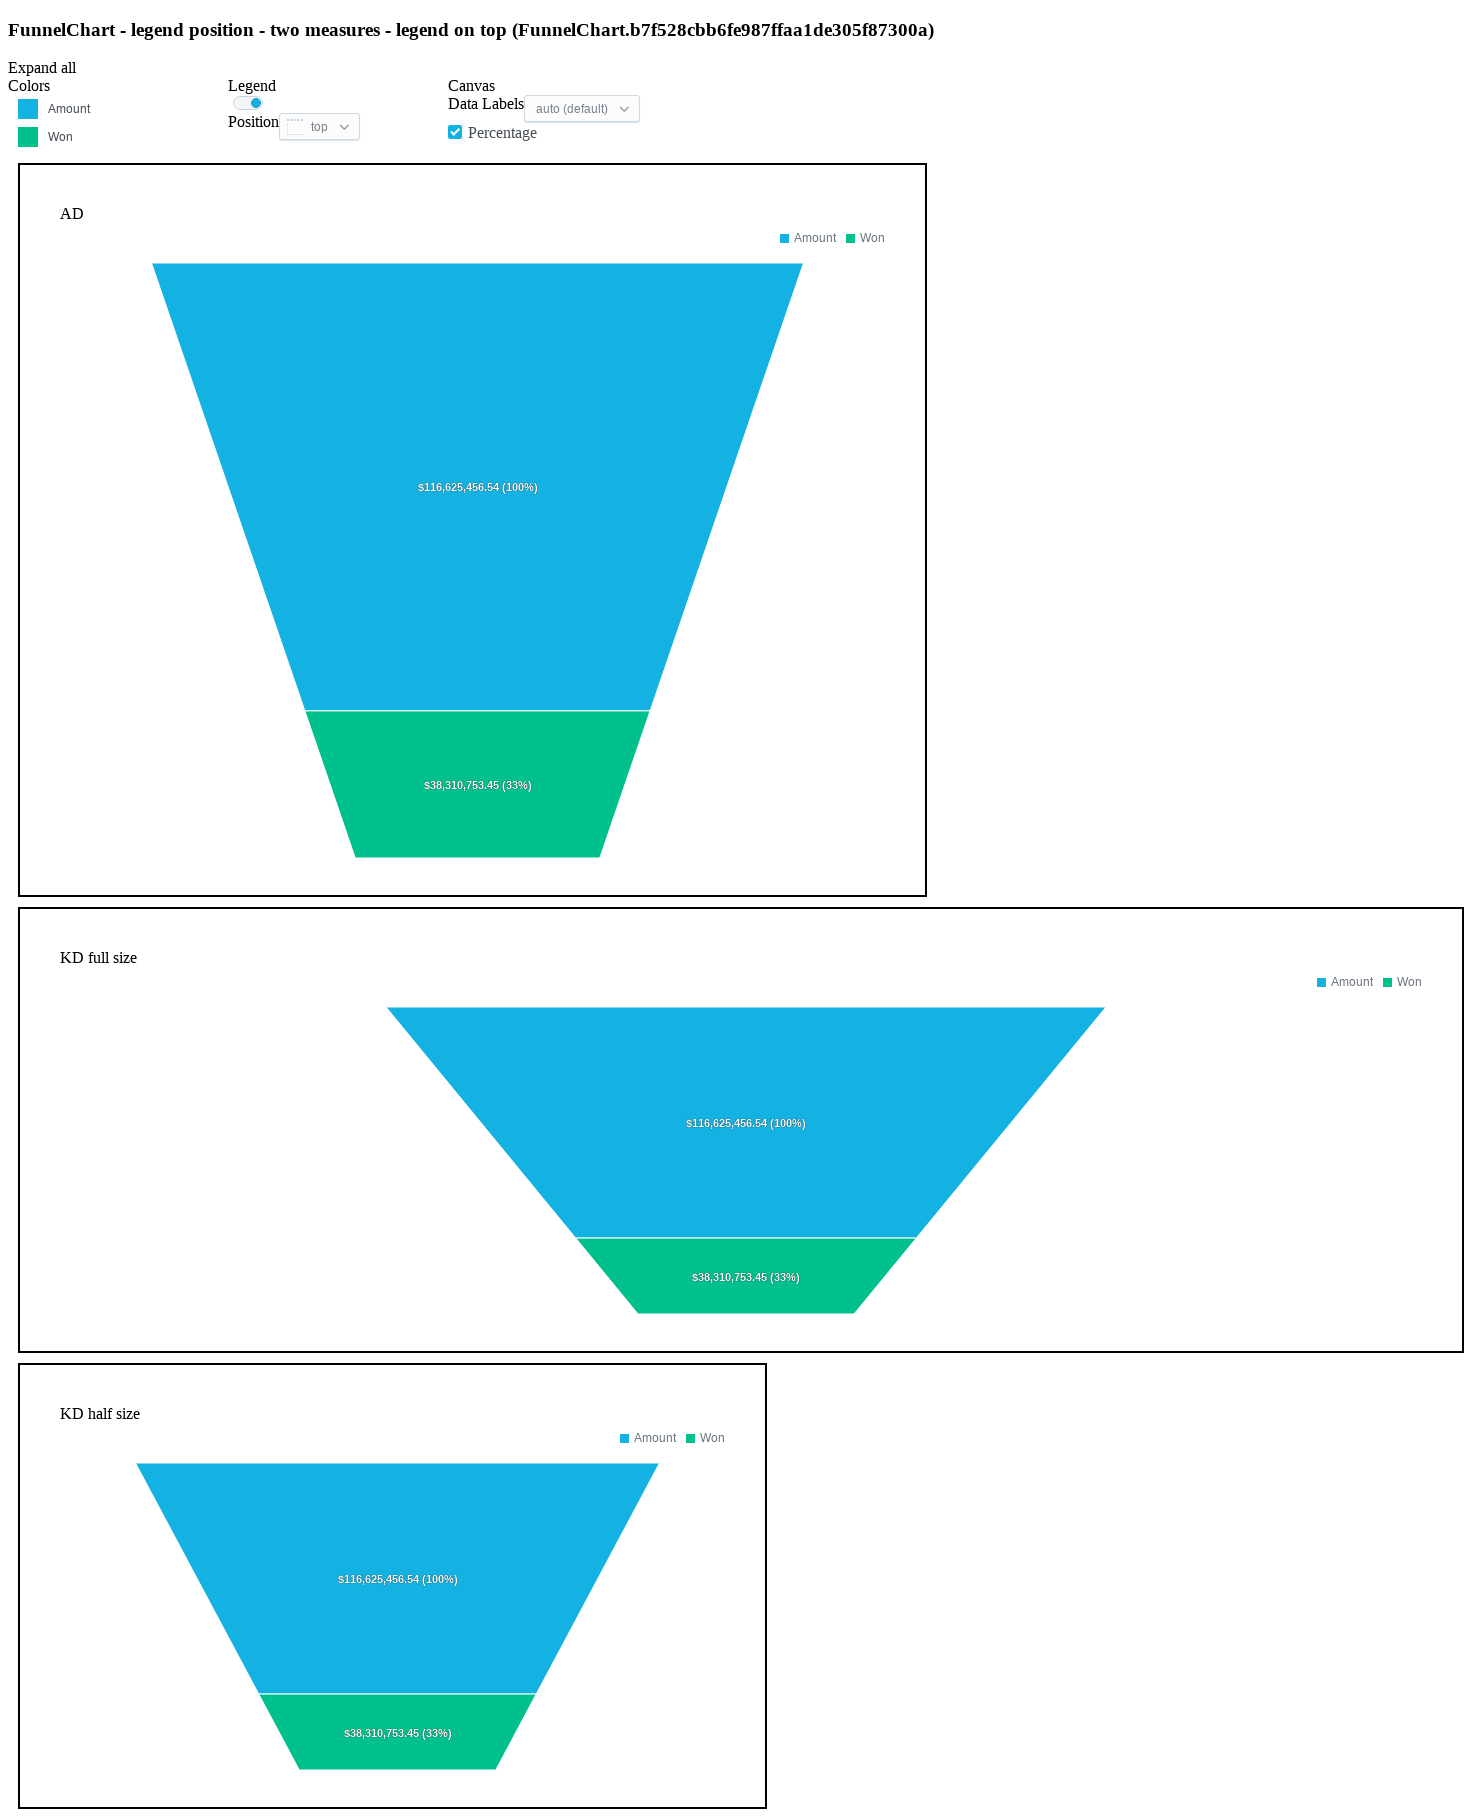 FunnelChart - legend position - two measures - legend on top (FunnelChart.b7f528cbb6fe987ffaa1de305f87300a)
Expand all
Colors
Amount
Won
Legend
Position
top
Canvas
Data Labels
auto (default)
Percentage
AD
Amount
Won
$116,625,456.54 (100%)
$38,310,753.45 (33%)
KD full size
Amount
Won
$116,625,456.54 (100%)
$38,310,753.45 (33%)
KD half size
Amount
Won
$116,625,456.54 (100%)
$38,310,753.45 (33%)